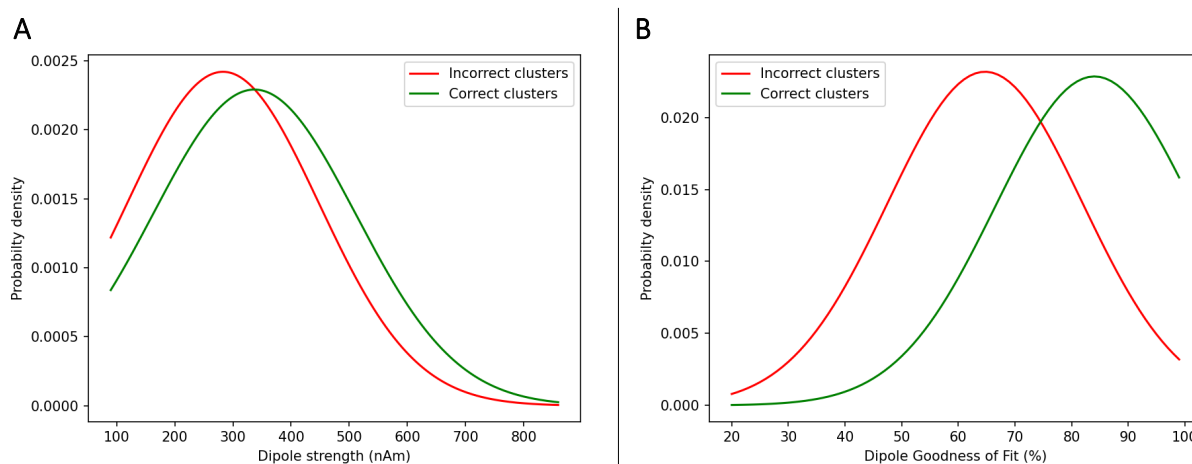 A
0.0025
0.0020
0.0015
0.0010
0.0005
0.0000
Probabilty density
100 200 300 400 500 600 700 800
Dipole strength (nAm)
Incorrect clusters
Correct clusters
B
0.020
0.015
0.010
0.005
0.000
Probabilty density
20 30 40 50 60 70 80 90 100
Dipole Goodness of Fit (%)
Incorrect clusters
Correct clusters